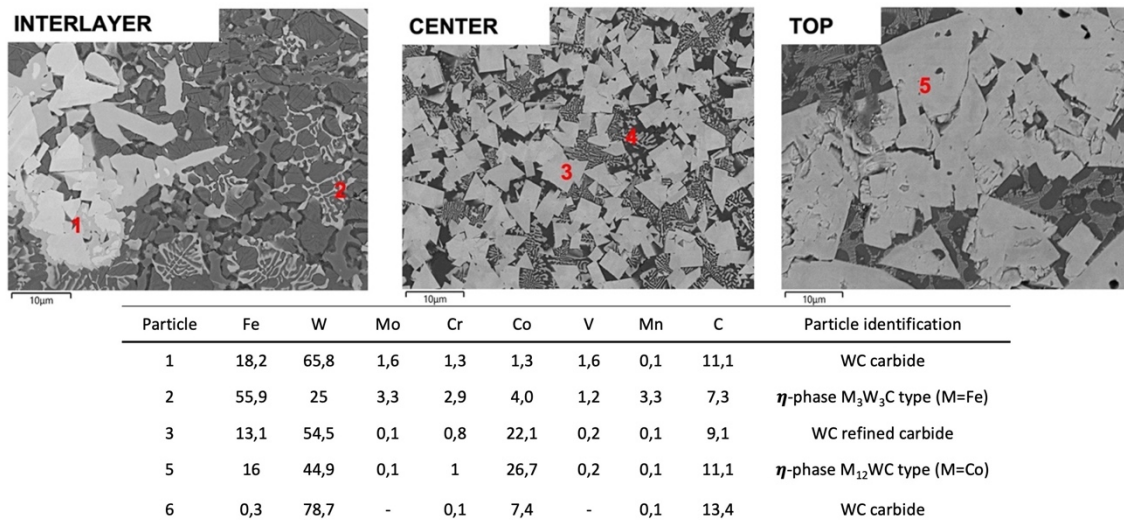 INTERLAYER
CENTER
TOP
1
2
3
4
5
10μm
10μm
10μm
Particle Fe W Mo Cr Co V Mn C Particle identification
1 18,2 65,8 1,6 1,3 1,3 1,6 0,1 11,1 WC carbide
2 55,9 25 3,3 2,9 4,0 1,2 3,3 7,3 η-phase M₃W₃C type (M=Fe)
3 13,1 54,5 0,1 0,8 22,1 0,2 0,1 9,1 WC refined carbide
5 16 44,9 0,1 1 26,7 0,2 0,1 11,1 η-phase M₁₂WC type (M=Co)
6 0,3 78,7 - 0,1 7,4 - 0,1 13,4 WC carbide